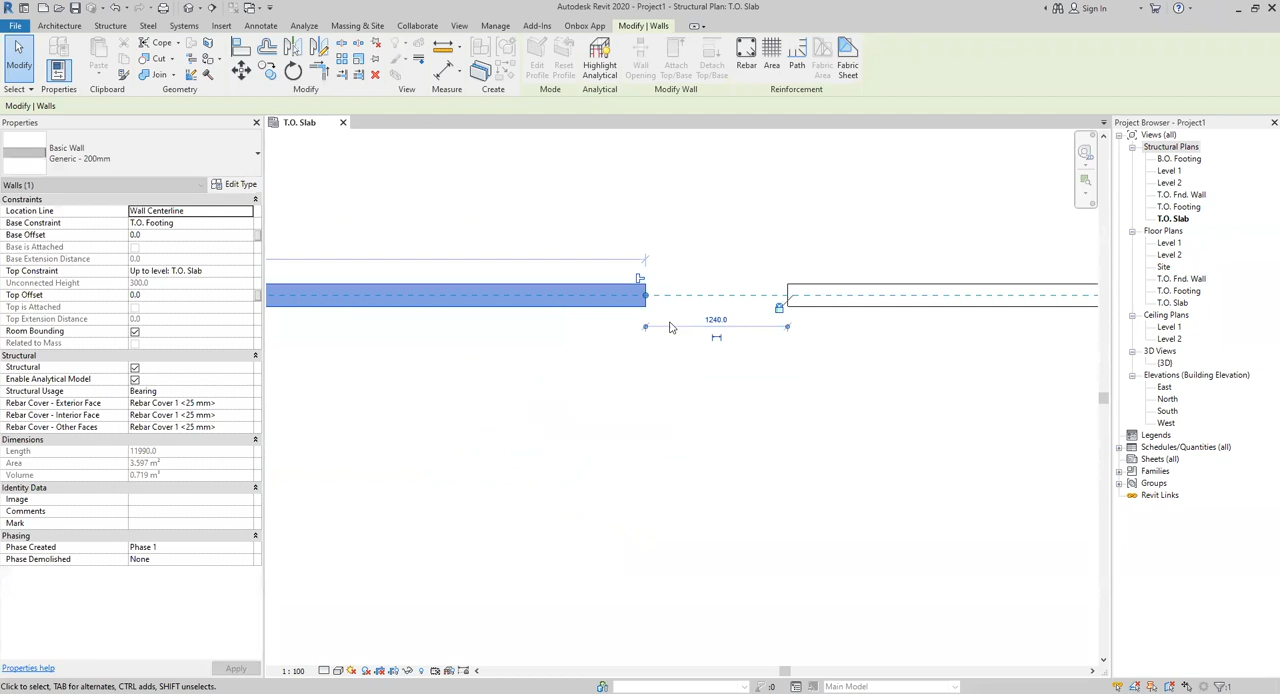 Autodesk Revit 2020 - Project1 - Structural Plan: T.O. Slab
Sign In
File Architecture Structure Steel Systems Insert Annotate Analyze Massing & Site Collaborate View Manage Add-Ins Onbox App Modify | Walls
Modify
Paste
Cope
Cut
Join
Edit Profile
Reset Profile
Highlight Analytical
Wall Opening
Attach Top/Base
Detach Top/Base
Rebar
Area
Path
Fabric Area
Fabric Sheet
Select Properties Clipboard Geometry Modify View Measure Create Mode Analytical Modify Wall Reinforcement
Modify | Walls
Properties
Basic Wall
Generic - 200mm
Walls (1) Edit Type
Constraints
Location Line Wall Centerline
Base Constraint T.O. Footing
Base Offset 0.0
Base is Attached
Base Extension Distance 0.0
Top Constraint Up to level: T.O. Slab
Unconnected Height 300.0
Top Offset 0.0
Top is Attached
Top Extension Distance 0.0
Room Bounding
Related to Mass
Structural
Structural
Enable Analytical Model
Structural Usage Bearing
Rebar Cover - Exterior Face Rebar Cover 1 <25 mm>
Rebar Cover - Interior Face Rebar Cover 1 <25 mm>
Rebar Cover - Other Faces Rebar Cover 1 <25 mm>
Dimensions
Length 11990.0
Area 3.597 m²
Volume 0.719 m³
Identity Data
Image
Comments
Mark
Phasing
Phase Created Phase 1
Phase Demolished None
Properties help Apply
T.O. Slab
1240.0
1 : 100
Project Browser - Project1
Views (all)
Structural Plans
B.O. Footing
Level 1
Level 2
T.O. Fnd. Wall
T.O. Footing
T.O. Slab
Floor Plans
Level 1
Level 2
Site
T.O. Fnd. Wall
T.O. Footing
T.O. Slab
Ceiling Plans
Level 1
Level 2
3D Views
{3D}
Elevations (Building Elevation)
East
North
South
West
Legends
Schedules/Quantities (all)
Sheets (all)
Families
Groups
Revit Links
Click to select, TAB for alternates, CTRL adds, SHIFT unselects.
:0
Main Model
:1